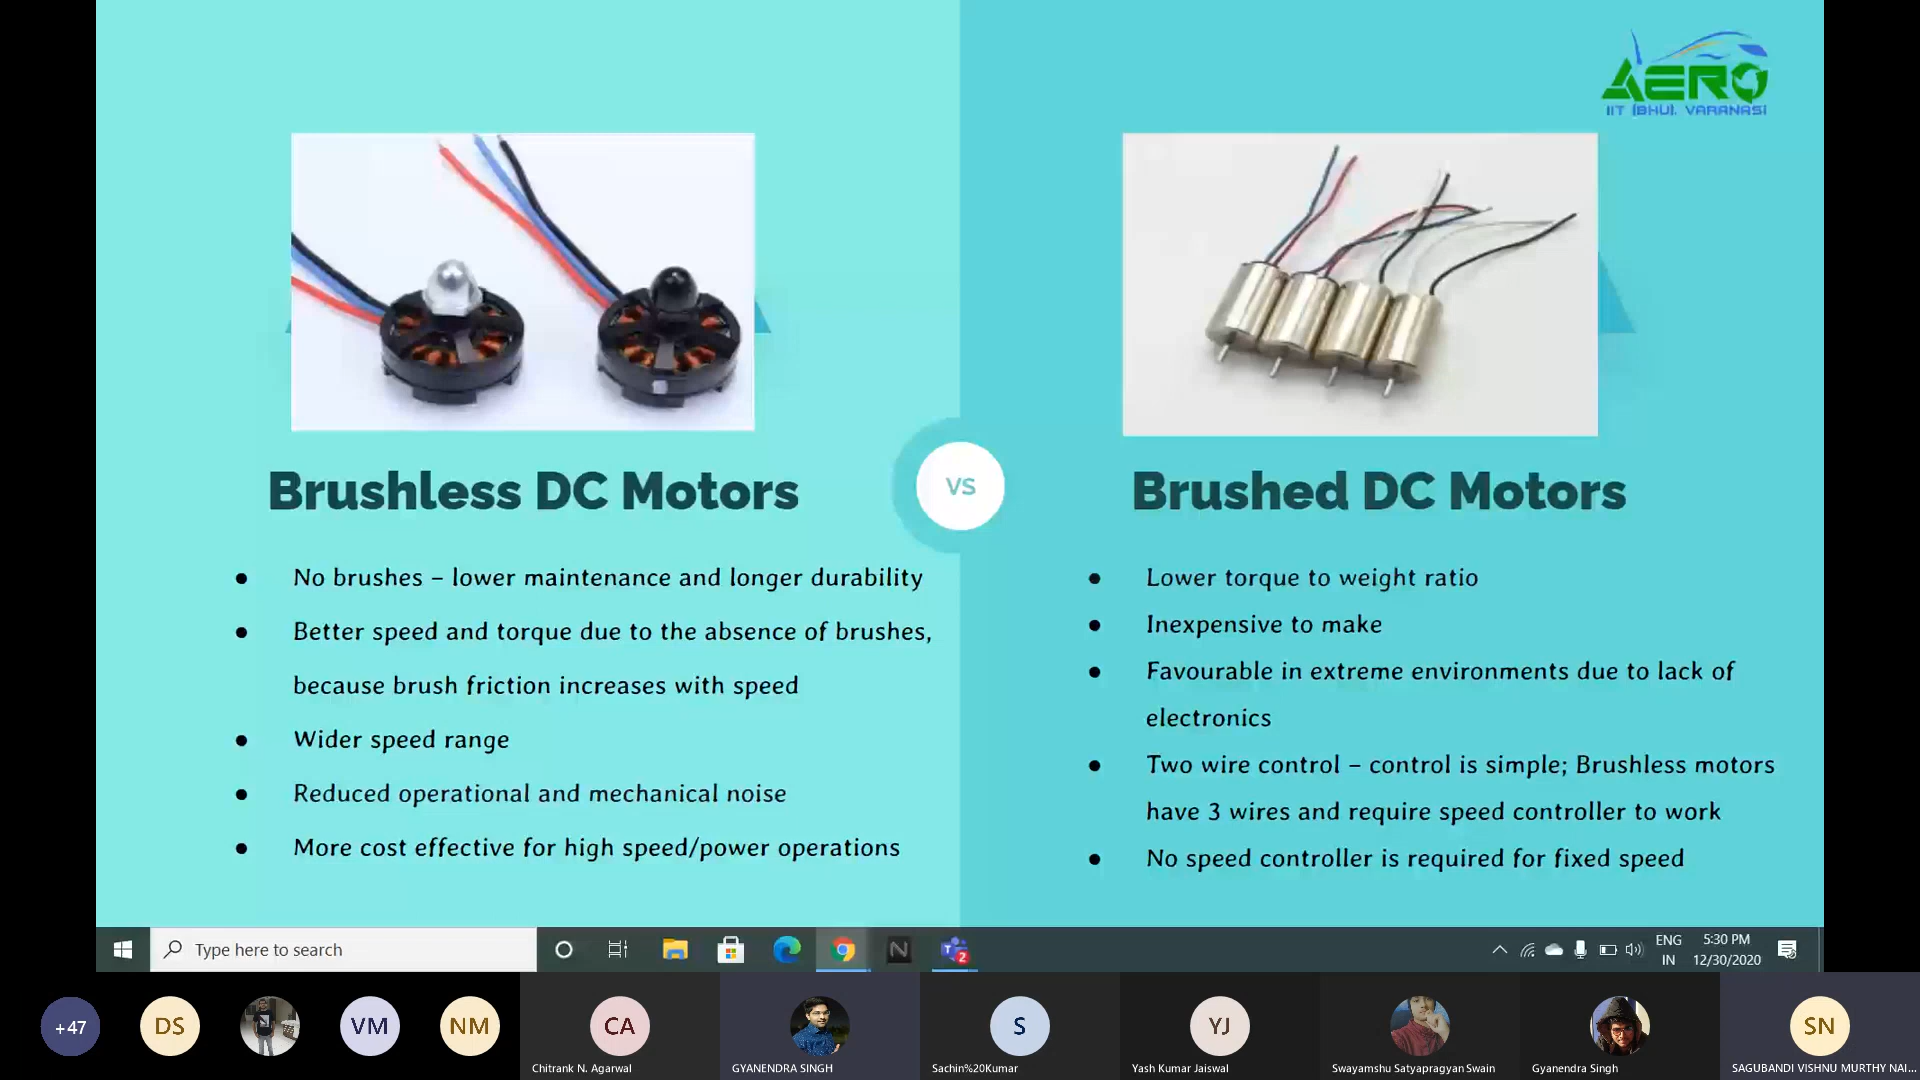 AERO
IIT (BHU), VARANASI
Brushless DC Motors
VS
Brushed DC Motors
● No brushes – lower maintenance and longer durability
● Better speed and torque due to the absence of brushes,
because brush friction increases with speed
● Wider speed range
● Reduced operational and mechanical noise
● More cost effective for high speed/power operations
● Lower torque to weight ratio
● Inexpensive to make
● Favourable in extreme environments due to lack of
electronics
● Two wire control – control is simple; Brushless motors
have 3 wires and require speed controller to work
● No speed controller is required for fixed speed
Type here to search
N
T
2
ENG
IN
5:30 PM
12/30/2020
+47
DS
VM
NM
CA
S
YJ
SN
Chitrank N. Agarwal
GYANENDRA SINGH
Sachin%20Kumar
Yash Kumar Jaiswal
Swayamshu Satyapragyan Swain
Gyanendra Singh
SAGUBANDI VISHNU MURTHY NAI...